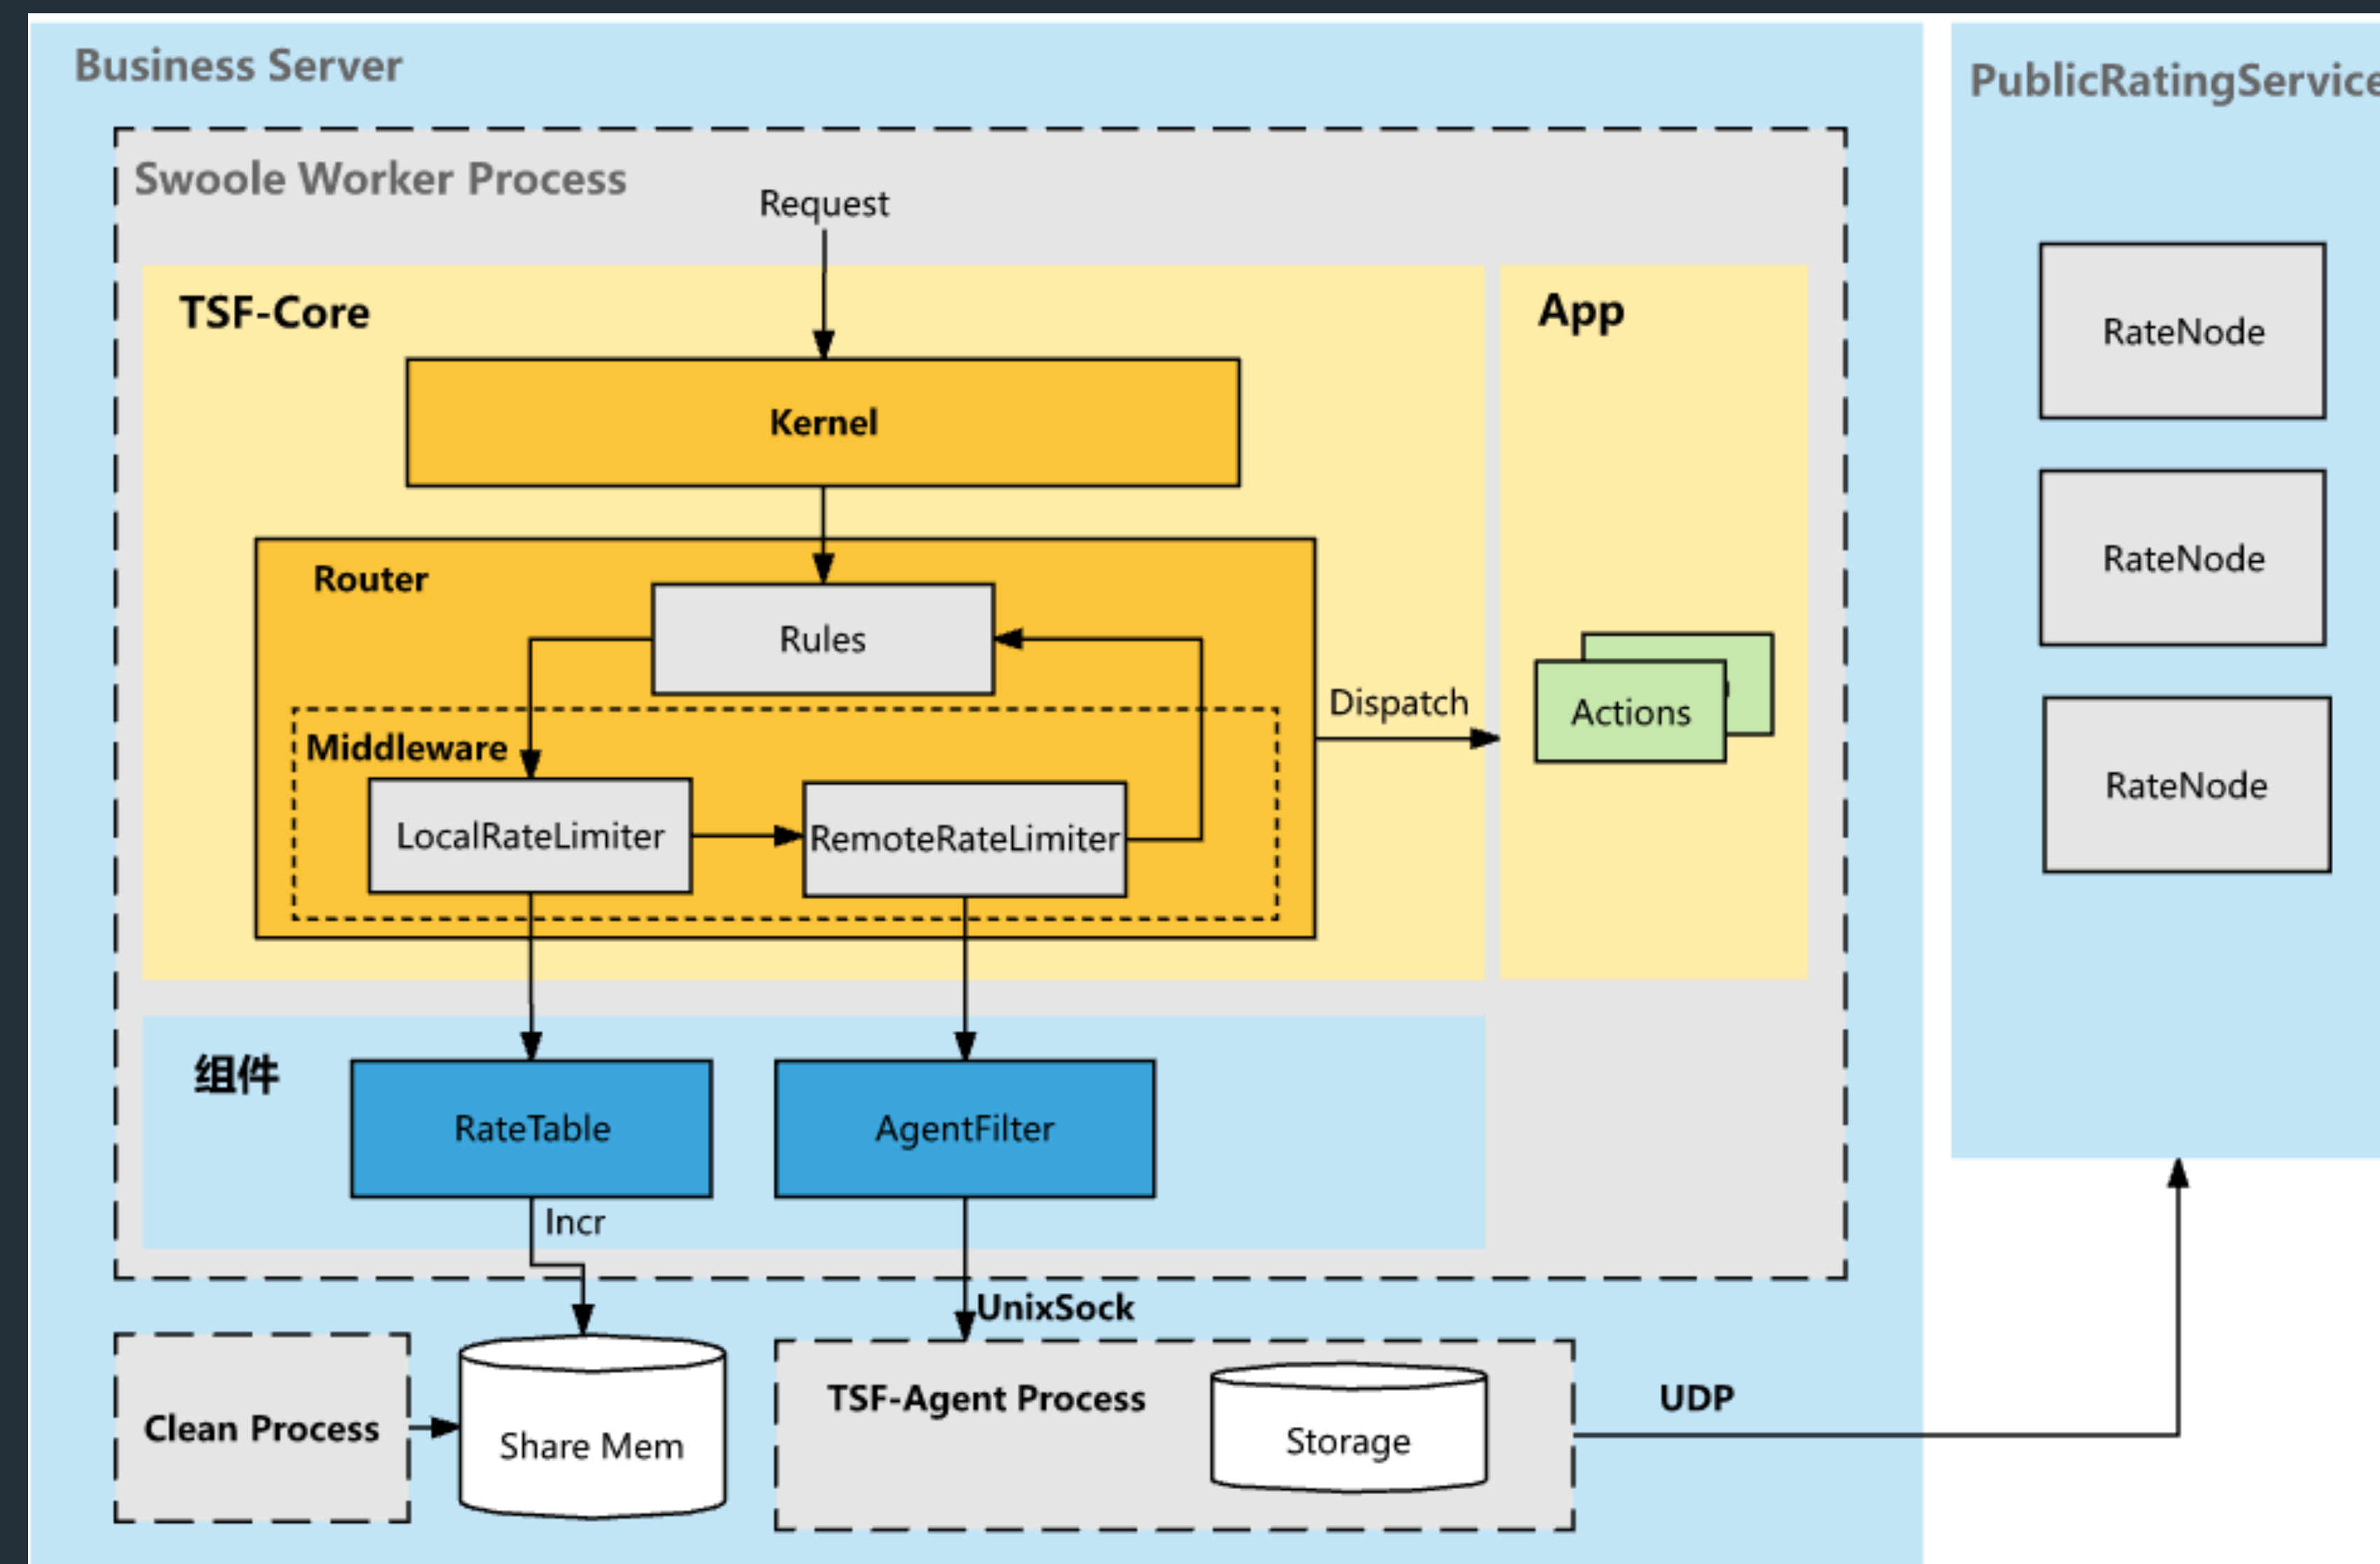 Business Server
PublicRatingService
Swoole Worker Process
Request
TSF-Core
App
Kernel
RateNode
Router
Rules
RateNode
Dispatch
Actions
Middleware
LocalRateLimiter
RemoteRateLimiter
RateNode
组件
RateTable
AgentFilter
Incr
UnixSock
Clean Process
Share Mem
TSF-Agent Process
Storage
UDP